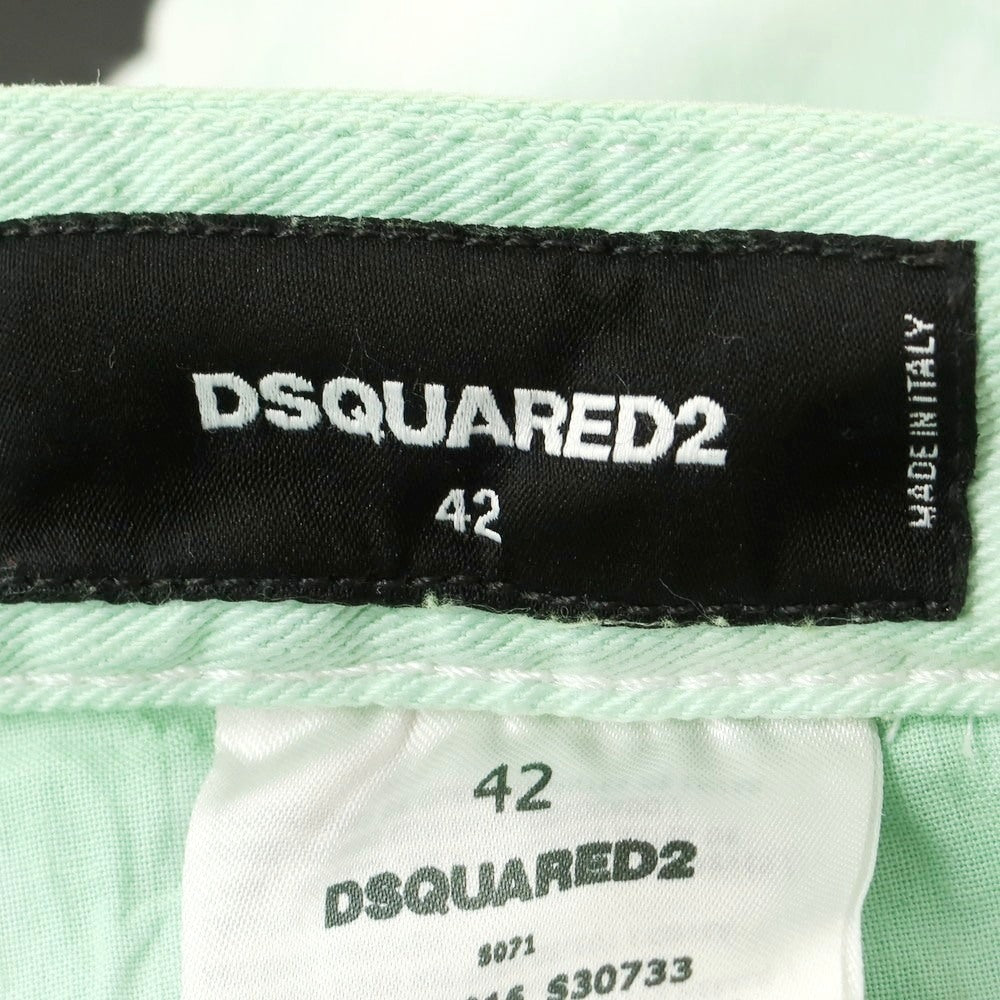 DSQUARED2
42
MADE IN ITALY
42
DSQUARED2
S071
S30733